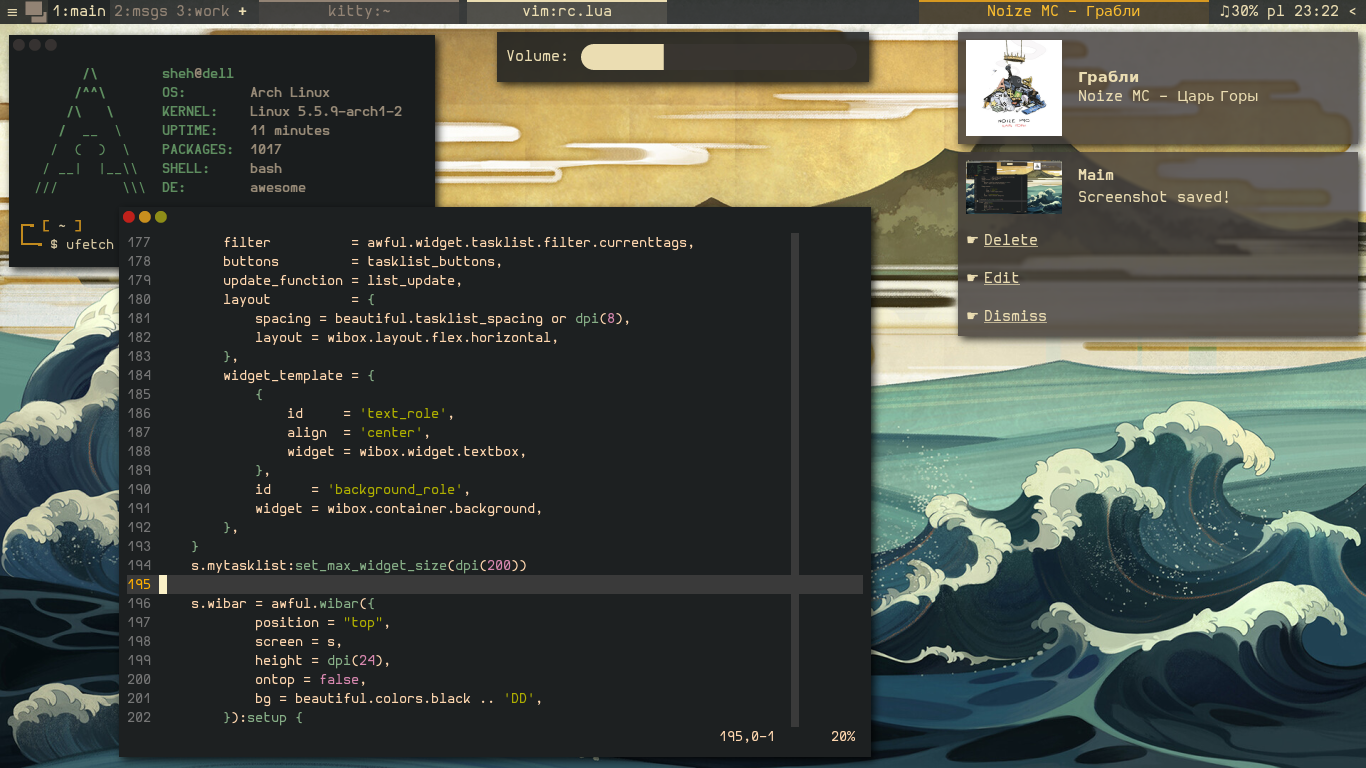 ≡ 1:main 2:msgs 3:work + kitty:~ vim:rc.lua Noize MC - Грабли ♫30% pl 23:22 <
sheh@dell
OS: Arch Linux
KERNEL: Linux 5.5.9-arch1-2
UPTIME: 11 minutes
PACKAGES: 1017
SHELL: bash
DE: awesome
[ ~ ]
$ ufetch
Volume:
Грабли
Noize MC - Царь Горы
NOIZE MC
Maim
Screenshot saved!
☛ Delete
☛ Edit
☛ Dismiss
177 filter = awful.widget.tasklist.filter.currenttags,
178 buttons = tasklist_buttons,
179 update_function = list_update,
180 layout = {
181 spacing = beautiful.tasklist_spacing or dpi(8),
182 layout = wibox.layout.flex.horizontal,
183 },
184 widget_template = {
185 {
186 id = 'text_role',
187 align = 'center',
188 widget = wibox.widget.textbox,
189 },
190 id = 'background_role',
191 widget = wibox.container.background,
192 },
193 }
194 s.mytasklist:set_max_widget_size(dpi(200))
195
196 s.wibar = awful.wibar({
197 position = "top",
198 screen = s,
199 height = dpi(24),
200 ontop = false,
201 bg = beautiful.colors.black .. 'DD',
202 }):setup {
195,0-1 20%